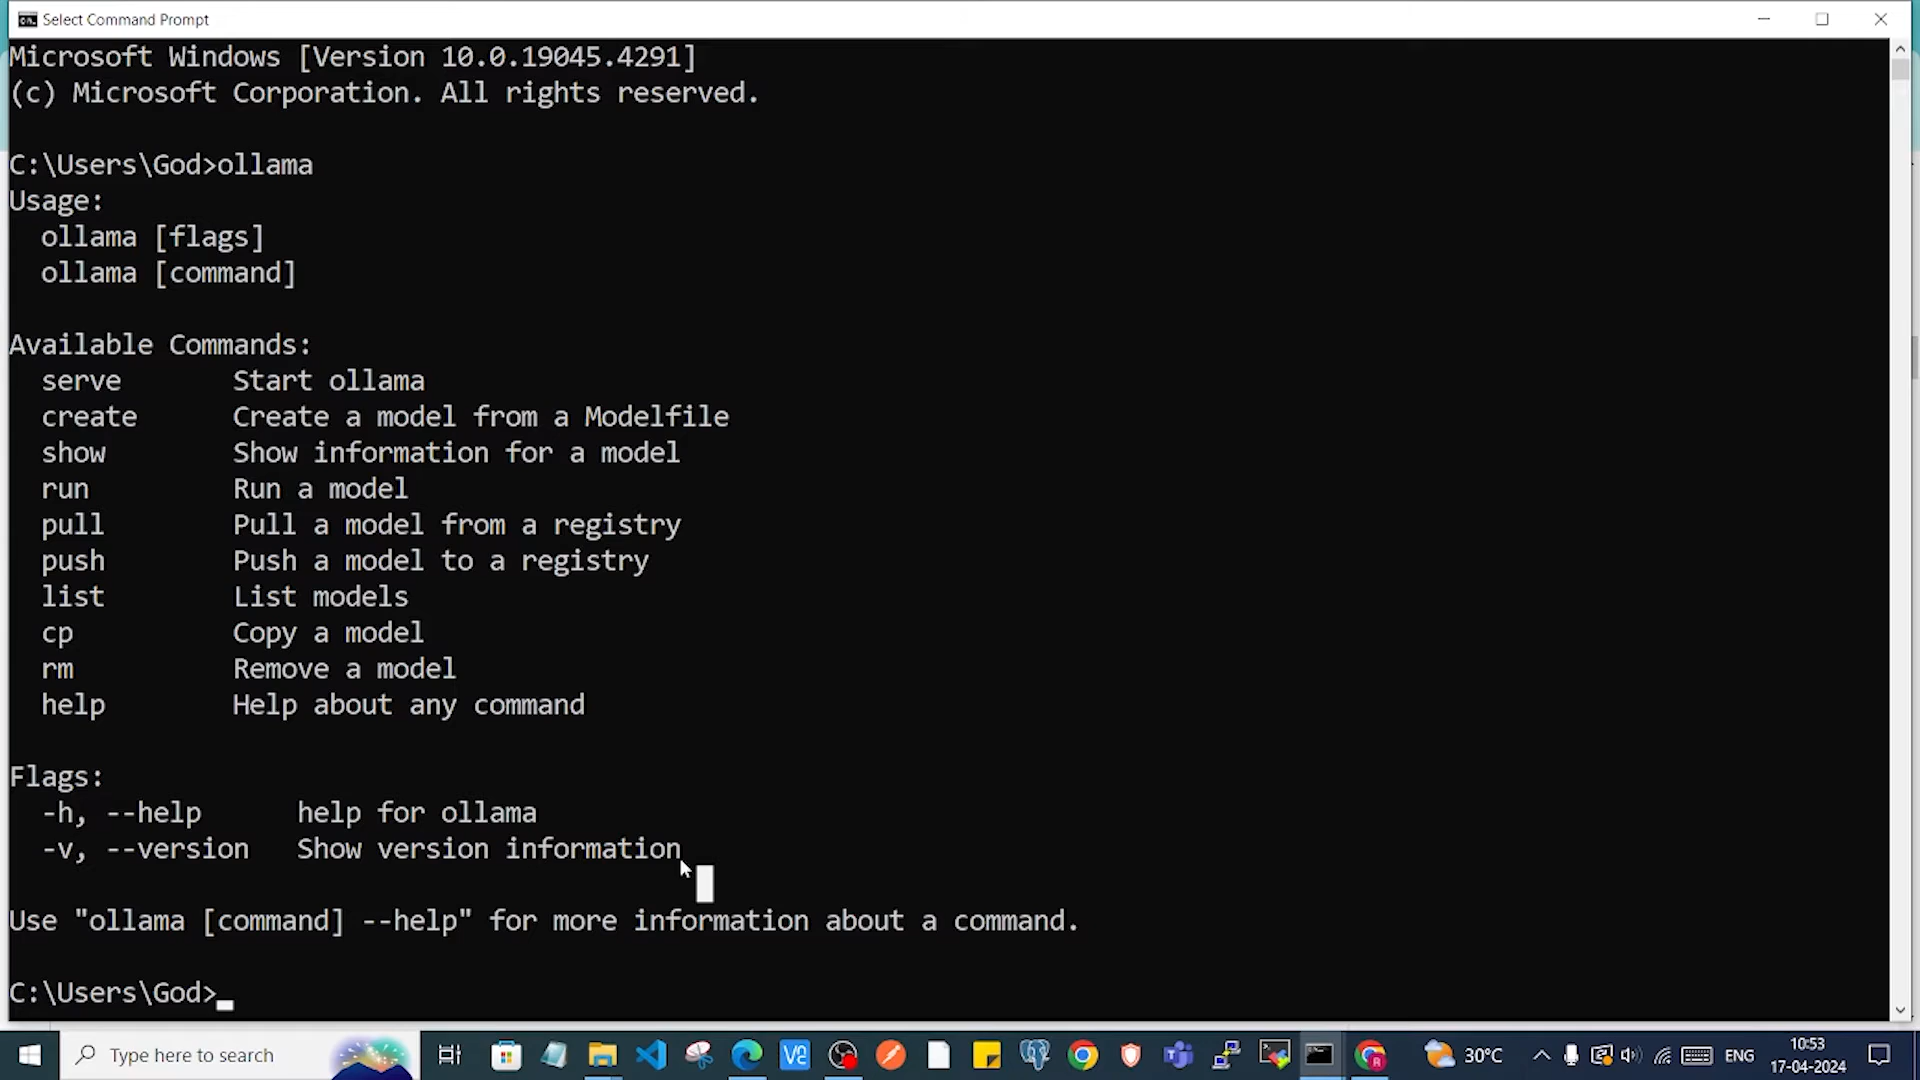 Select Command Prompt
Microsoft Windows [Version 10.0.19045.4291]
(c) Microsoft Corporation. All rights reserved.
C:\Users\God>ollama
Usage:
  ollama [flags]
  ollama [command]
Available Commands:
  serve       Start ollama
  create      Create a model from a Modelfile
  show        Show information for a model
  run         Run a model
  pull        Pull a model from a registry
  push        Push a model to a registry
  list        List models
  cp          Copy a model
  rm          Remove a model
  help        Help about any command
Flags:
  -h, --help      help for ollama
  -v, --version   Show version information
Use "ollama [command] --help" for more information about a command.
C:\Users\God>
Type here to search
30°C
ENG
10:53
17-04-2024